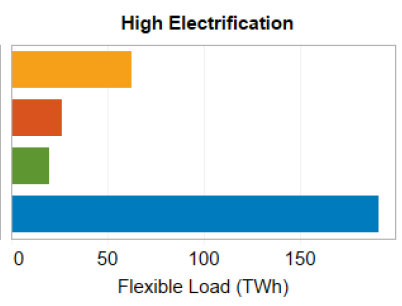 High Electrification
0 50 100 150
Flexible Load (TWh)